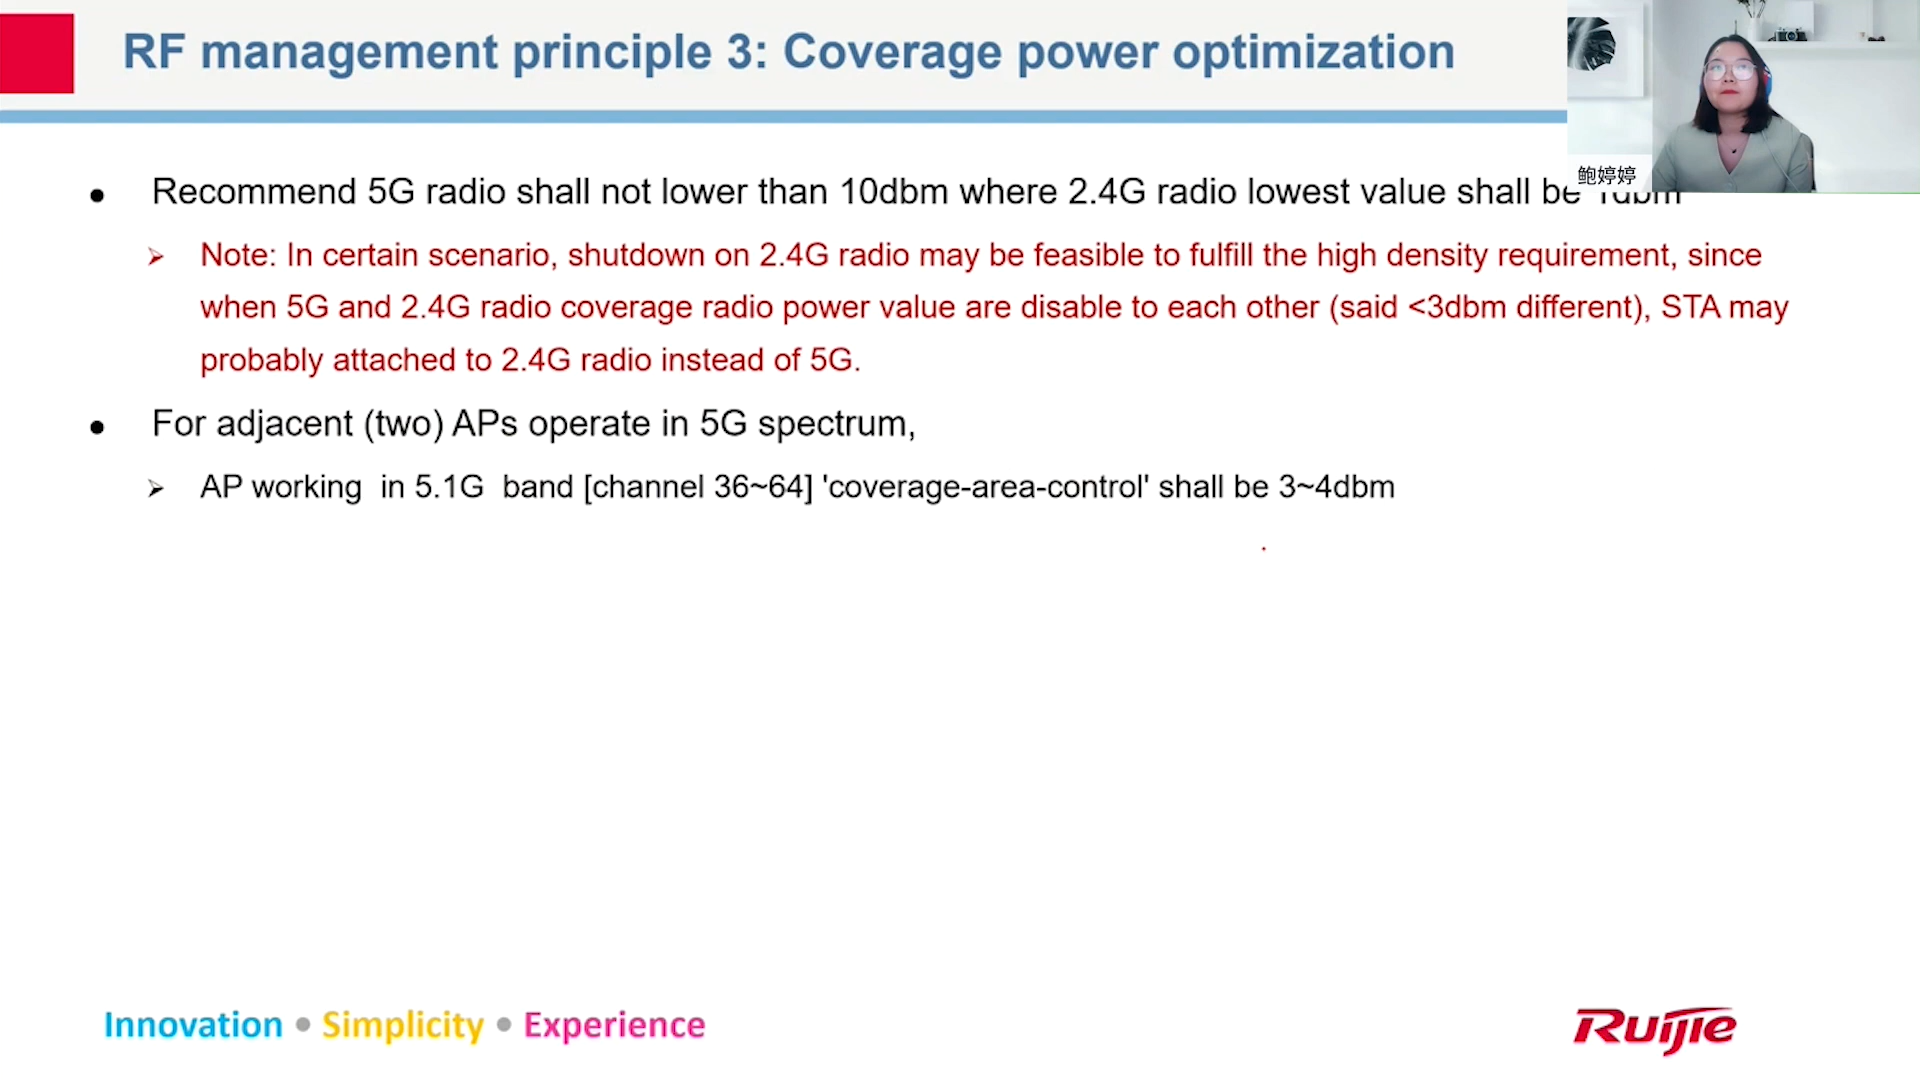 RF management principle 3: Coverage power optimization
鲍婷婷
• Recommend 5G radio shall not lower than 10dbm where 2.4G radio lowest value shall be 1dbm
➢ Note: In certain scenario, shutdown on 2.4G radio may be feasible to fulfill the high density requirement, since
when 5G and 2.4G radio coverage radio power value are disable to each other (said <3dbm different), STA may
probably attached to 2.4G radio instead of 5G.
• For adjacent (two) APs operate in 5G spectrum,
➢ AP working in 5.1G band [channel 36~64] 'coverage-area-control' shall be 3~4dbm
Innovation • Simplicity • Experience
Ruijie